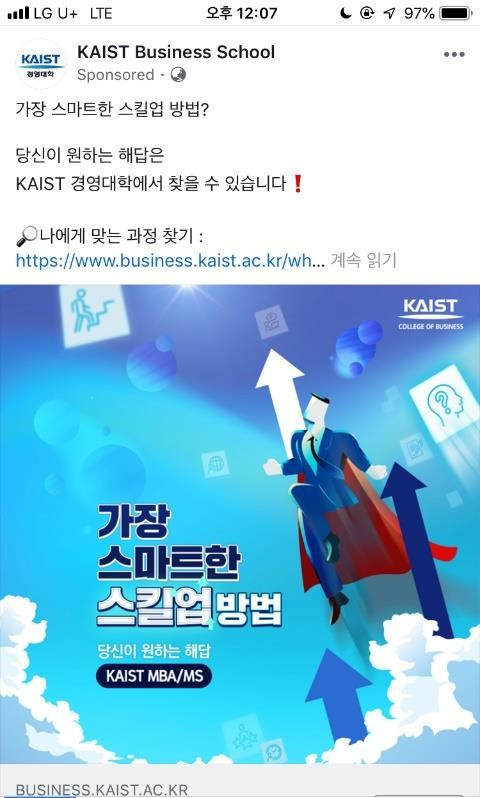 LG U+ LTE 오후 12:07 97%
KAIST
경영대학
KAIST Business School
Sponsored ·
가장 스마트한 스킬업 방법?
당신이 원하는 해답은
KAIST 경영대학에서 찾을 수 있습니다❗
🔎나에게 맞는 과정 찾기 :
https://www.business.kaist.ac.kr/wh... 계속 읽기
KAIST
COLLEGE OF BUSINESS
가장
스마트한
스킬업 방법
당신이 원하는 해답
KAIST MBA/MS
BUSINESS.KAIST.AC.KR